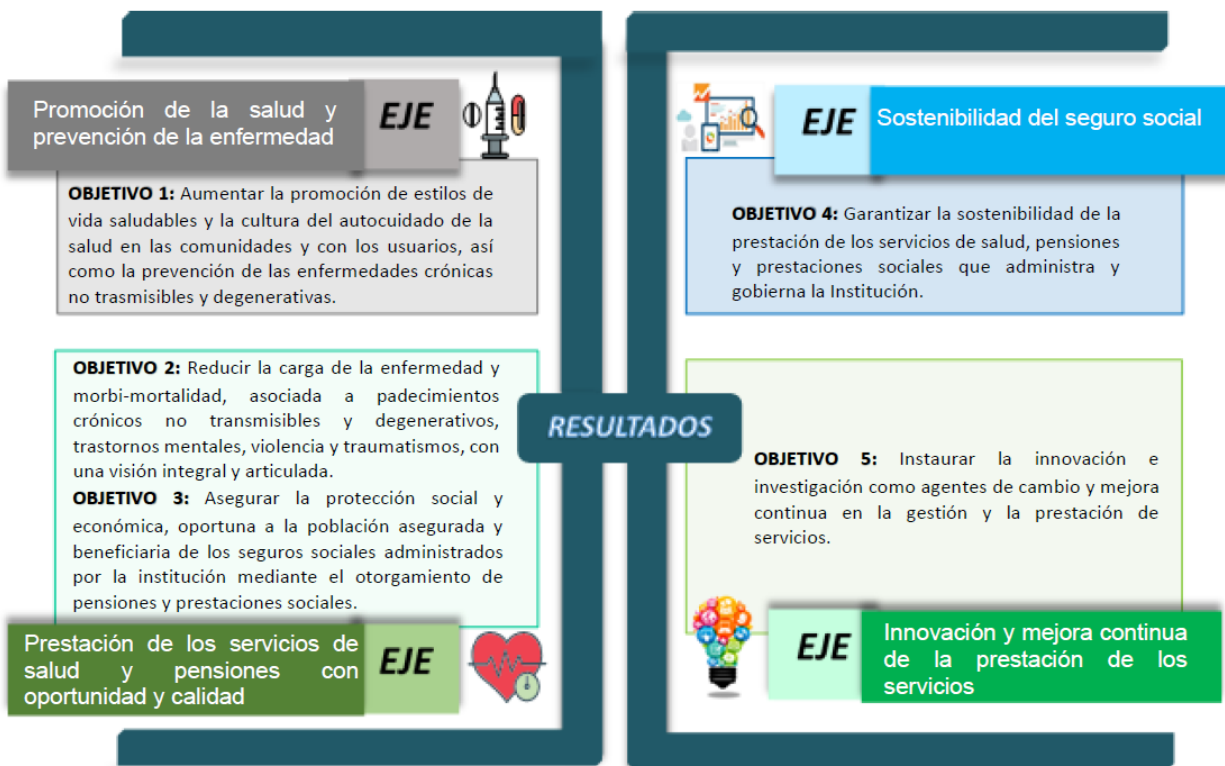 Promoción de la salud y
prevención de la enfermedad
EJE
OBJETIVO 1: Aumentar la promoción de estilos de
vida saludables y la cultura del autocuidado de la
salud en las comunidades y con los usuarios, así
como la prevención de las enfermedades crónicas
no trasmisibles y degenerativas.
OBJETIVO 2: Reducir la carga de la enfermedad y
morbi-mortalidad, asociada a padecimientos
crónicos no transmisibles y degenerativos,
trastornos mentales, violencia y traumatismos, con
una visión integral y articulada.
OBJETIVO 3: Asegurar la protección social y
económica, oportuna a la población asegurada y
beneficiaria de los seguros sociales administrados
por la institución mediante el otorgamiento de
pensiones y prestaciones sociales.
Prestación de los servicios de
salud y pensiones con
oportunidad y calidad
EJE
RESULTADOS
EJE
Sostenibilidad del seguro social
OBJETIVO 4: Garantizar la sostenibilidad de la
prestación de los servicios de salud, pensiones
y prestaciones sociales que administra y
gobierna la Institución.
OBJETIVO 5: Instaurar la innovación e
investigación como agentes de cambio y mejora
continua en la gestión y la prestación de
servicios.
EJE
Innovación y mejora continua
de la prestación de los
servicios